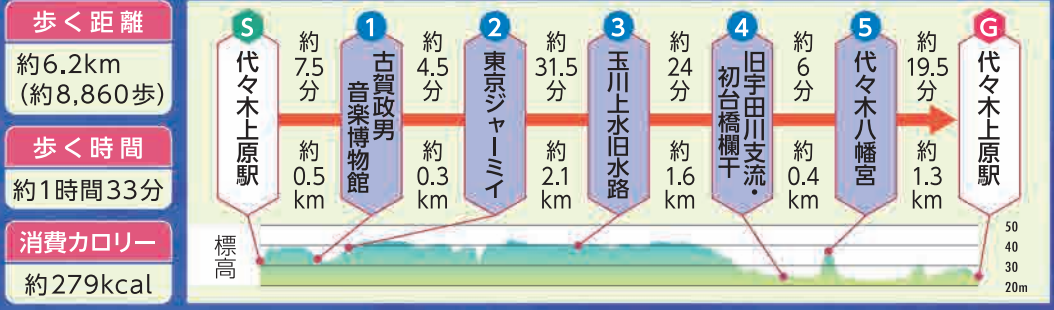 歩く距離
約6.2km
(約8,860歩)
歩く時間
約1時間33分
消費カロリー
約279kcal
S
代々木上原駅
約
7.5
分
約
0.5
km
1
古賀政男
音楽博物館
約
4.5
分
約
0.3
km
2
東京ジャーミイ
約
31.5
分
約
2.1
km
3
玉川上水旧水路
約
24
分
約
1.6
km
4
旧宇田川支流・
初台橋欄干
約
6
分
約
0.4
km
5
代々木八幡宮
約
19.5
分
約
1.3
km
G
代々木上原駅
標高
50
40
30
20m